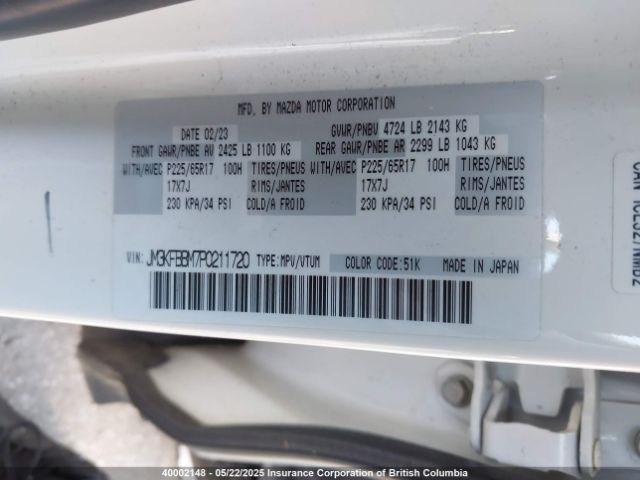 MFD. BY MAZDA MOTOR CORPORATION
DATE 02/23 GVWR/PNBV 4724 LB 2143 KG
FRONT GAWR/PNBE AV 2425 LB 1100 KG REAR GAWR/PNBE AR 2299 LB 1043 KG
WITH/AVEC P225/65R17 100H TIRES/PNEUS WITH/AVEC P225/65R17 100H TIRES/PNEUS
17X7J RIMS/JANTES 17X7J RIMS/JANTES
230 KPA/34 PSI COLD/A FROID 230 KPA/34 PSI COLD/A FROID
VIN: JM3KFBBM7P0211720 TYPE:MPV/VTUM COLOR CODE:51K MADE IN JAPAN
40002148 - 05/22/2025 Insurance Corporation of British Columbia